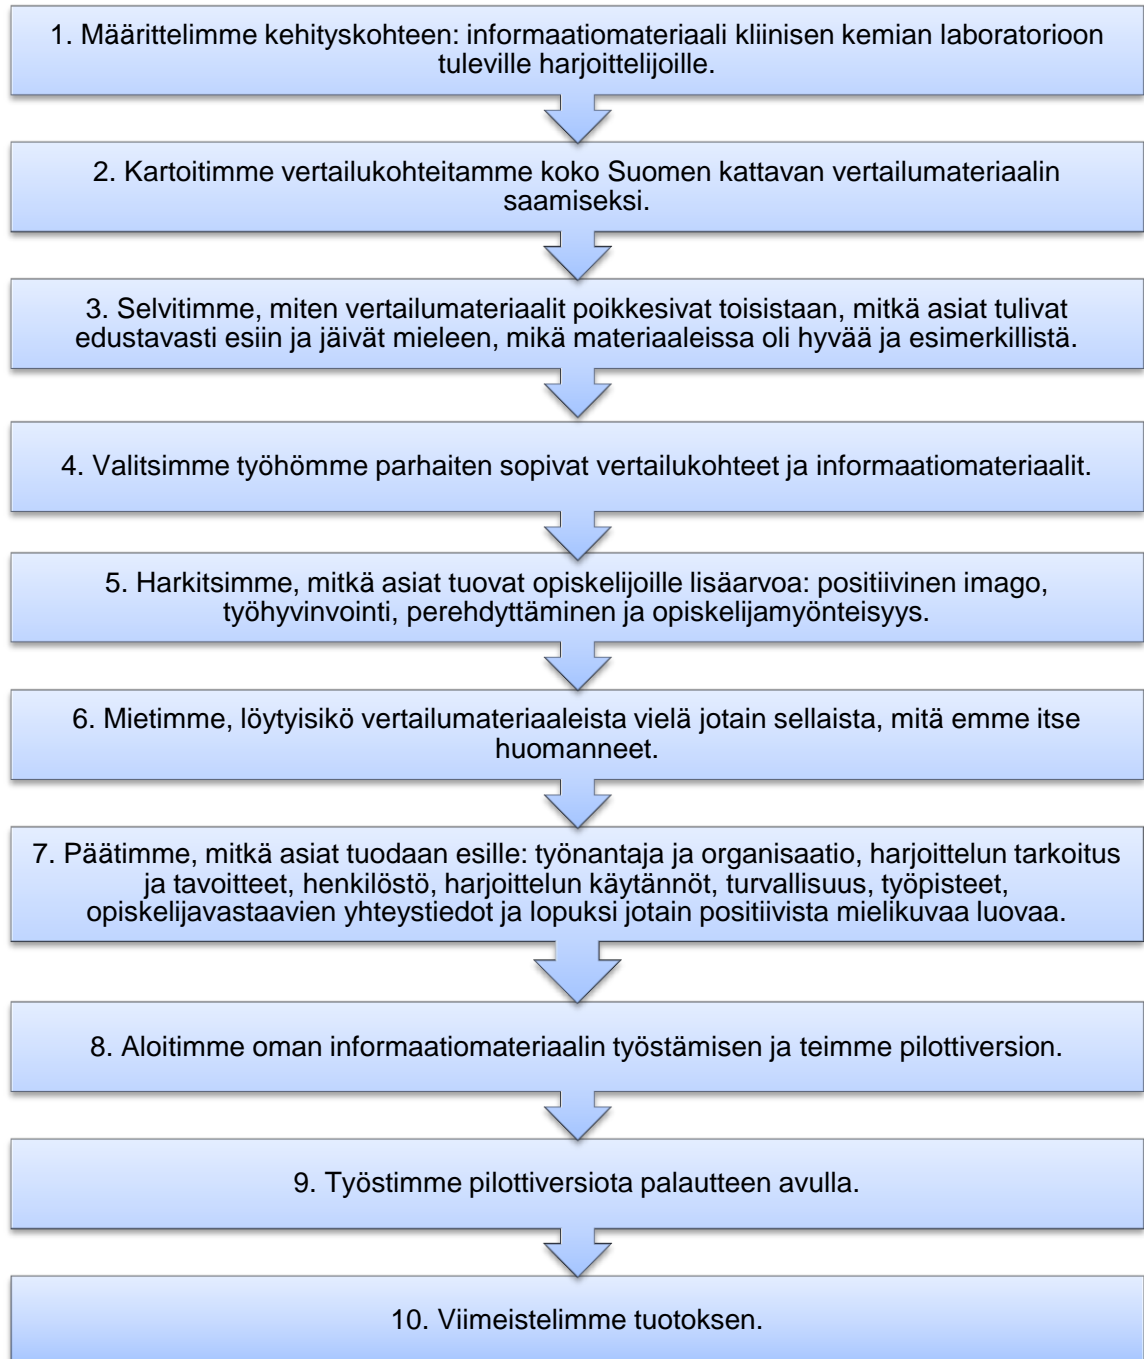 1. Määrittelimme kehityskohteen: informaatiomateriaali kliinisen kemian laboratorioon
tuleville harjoittelijoille.
2. Kartoitimme vertailukohteitamme koko Suomen kattavan vertailumateriaalin
saamiseksi.
3. Selvitimme, miten vertailumateriaalit poikkesivat toisistaan, mitkä asiat tulivat
edustavasti esiin ja jäivät mieleen, mikä materiaaleissa oli hyvää ja esimerkillistä.
4. Valitsimme työhömme parhaiten sopivat vertailukohteet ja informaatiomateriaalit.
5. Harkitsimme, mitkä asiat tuovat opiskelijoille lisäarvoa: positiivinen imago,
työhyvinvointi, perehdyttäminen ja opiskelijamyönteisyys.
6. Mietimme, löytyisikö vertailumateriaaleista vielä jotain sellaista, mitä emme itse
huomanneet.
7. Päätimme, mitkä asiat tuodaan esille: työnantaja ja organisaatio, harjoittelun tarkoitus
ja tavoitteet, henkilöstö, harjoittelun käytännöt, turvallisuus, työpisteet,
opiskelijavastaavien yhteystiedot ja lopuksi jotain positiivista mielikuvaa luovaa.
8. Aloitimme oman informaatiomateriaalin työstämisen ja teimme pilottiversion.
9. Työstimme pilottiversiota palautteen avulla.
10. Viimeistelimme tuotoksen.